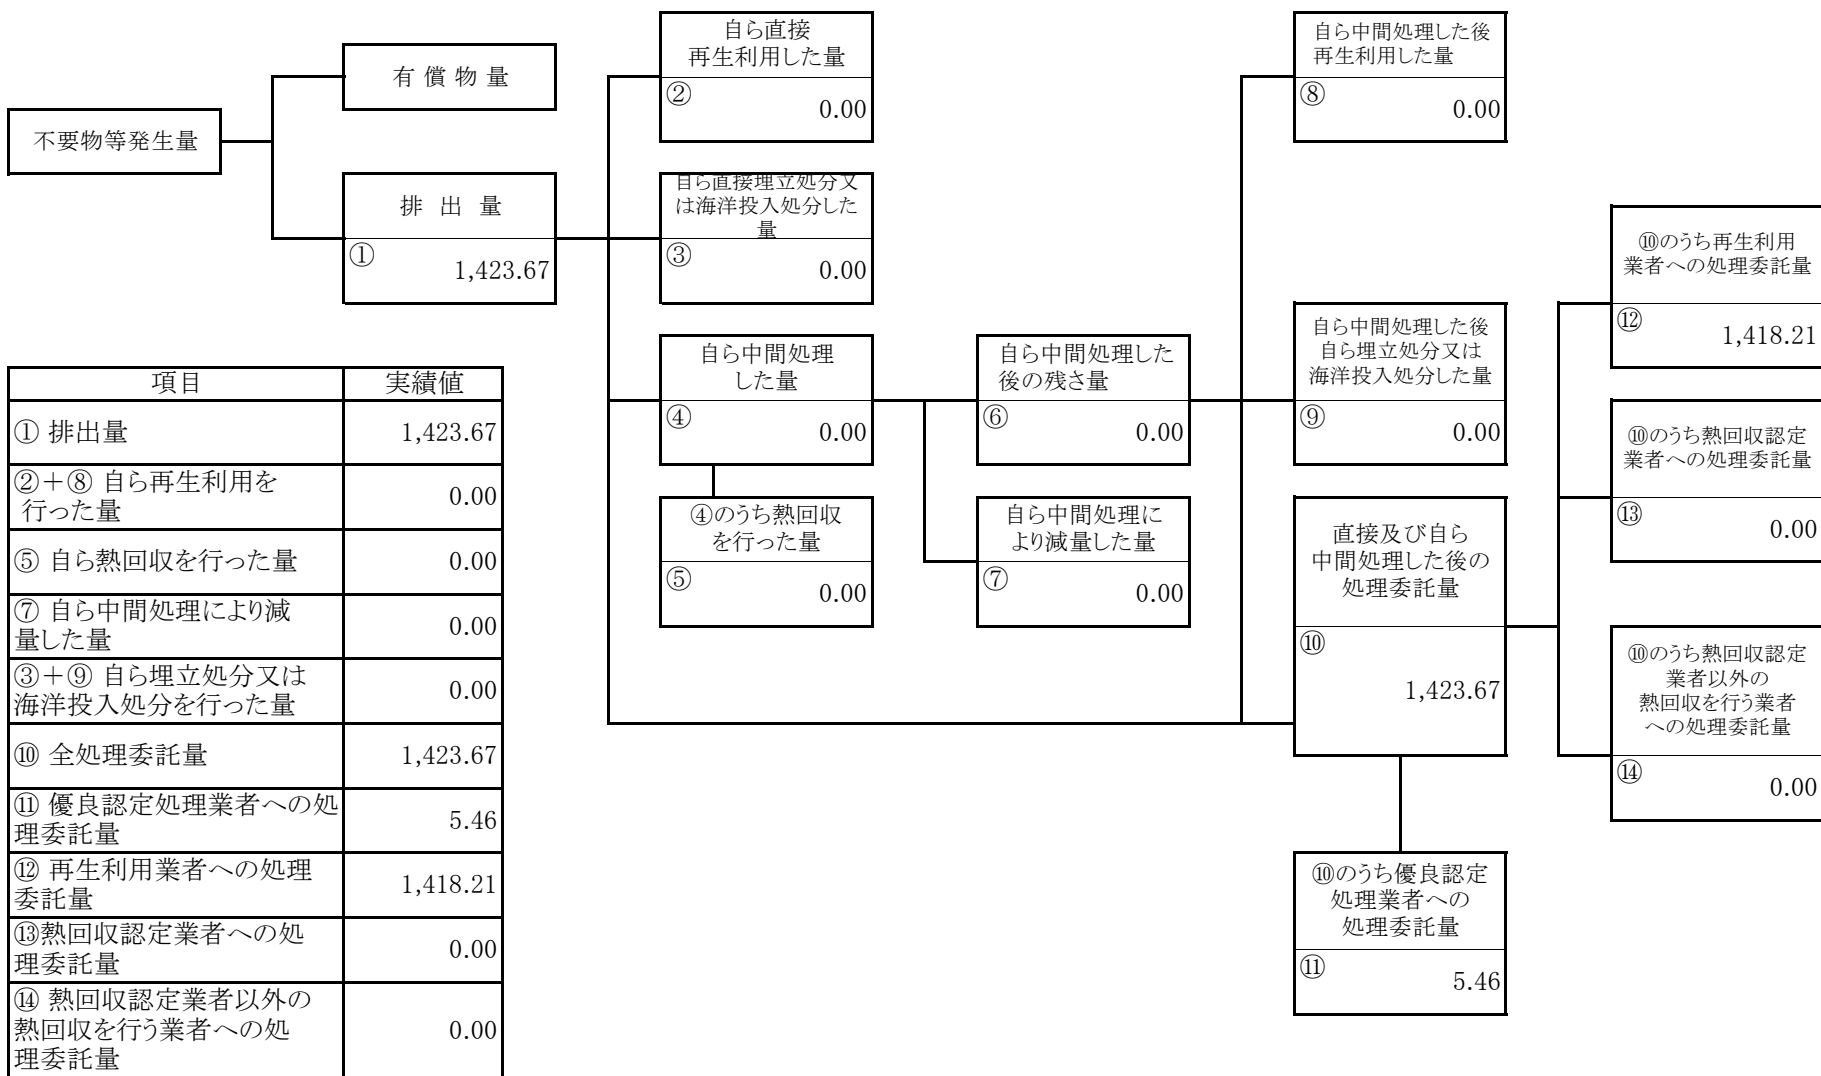 不要物等発生量
有 償 物 量
排 出 量
①
1,423.67
自ら直接
再生利用した量
②
0.00
自ら直接埋立処分又
は海洋投入処分した
量
③
0.00
自ら中間処理
した量
④
0.00
④のうち熱回収
を行った量
⑤
0.00
自ら中間処理した
後の残さ量
⑥
0.00
自ら中間処理に
より減量した量
⑦
0.00
自ら中間処理した後
再生利用した量
⑧
0.00
自ら中間処理した後
自ら埋立処分又は
海洋投入処分した量
⑨
0.00
直接及び自ら
中間処理した後の
処理委託量
⑩
1,423.67
⑩のうち優良認定
処理業者への
処理委託量
⑪
5.46
⑩のうち再生利用
業者への処理委託量
⑫
1,418.21
⑩のうち熱回収認定
業者への処理委託量
⑬
0.00
⑩のうち熱回収認定
業者以外の
熱回収を行う業者
への処理委託量
⑭
0.00
項目 実績値
① 排出量 1,423.67
②＋⑧ 自ら再生利用を
行った量
0.00
⑤ 自ら熱回収を行った量 0.00
⑦ 自ら中間処理により減
量した量
0.00
③＋⑨ 自ら埋立処分又は
海洋投入処分を行った量
0.00
⑩ 全処理委託量 1,423.67
⑪ 優良認定処理業者への処
理委託量
5.46
⑫ 再生利用業者への処理
委託量
1,418.21
⑬熱回収認定業者への処
理委託量
0.00
⑭ 熱回収認定業者以外の
熱回収を行う業者への処
理委託量
0.00